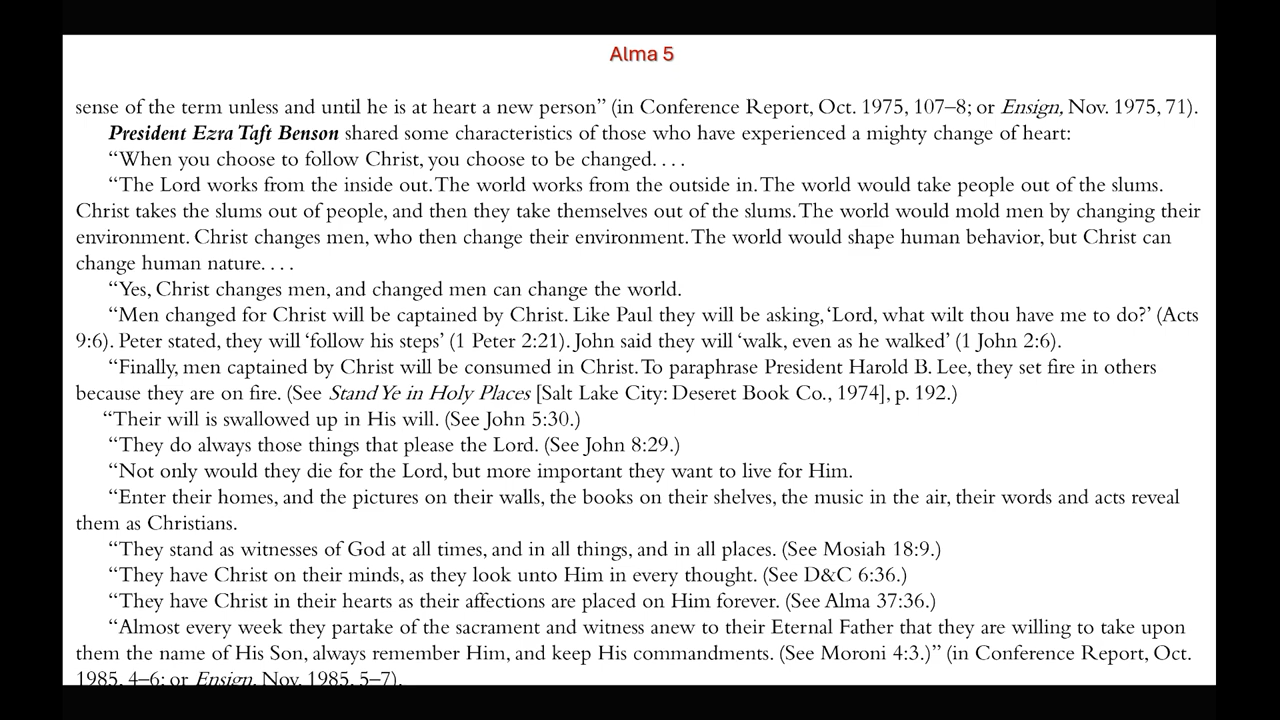 Alma 5
sense of the term unless and until he is at heart a new person” (in Conference Report, Oct. 1975, 107–8; or Ensign, Nov. 1975, 71).
President Ezra Taft Benson shared some characteristics of those who have experienced a mighty change of heart:
“When you choose to follow Christ, you choose to be changed. . . .
“The Lord works from the inside out. The world works from the outside in. The world would take people out of the slums.
Christ takes the slums out of people, and then they take themselves out of the slums. The world would mold men by changing their
environment. Christ changes men, who then change their environment. The world would shape human behavior, but Christ can
change human nature. . . .
“Yes, Christ changes men, and changed men can change the world.
“Men changed for Christ will be captained by Christ. Like Paul they will be asking, ‘Lord, what wilt thou have me to do?’ (Acts
9:6). Peter stated, they will ‘follow his steps’ (1 Peter 2:21). John said they will ‘walk, even as he walked’ (1 John 2:6).
“Finally, men captained by Christ will be consumed in Christ. To paraphrase President Harold B. Lee, they set fire in others
because they are on fire. (See Stand Ye in Holy Places [Salt Lake City: Deseret Book Co., 1974], p. 192.)
“Their will is swallowed up in His will. (See John 5:30.)
“They do always those things that please the Lord. (See John 8:29.)
“Not only would they die for the Lord, but more important they want to live for Him.
“Enter their homes, and the pictures on their walls, the books on their shelves, the music in the air, their words and acts reveal
them as Christians.
“They stand as witnesses of God at all times, and in all things, and in all places. (See Mosiah 18:9.)
“They have Christ on their minds, as they look unto Him in every thought. (See D&C 6:36.)
“They have Christ in their hearts as their affections are placed on Him forever. (See Alma 37:36.)
“Almost every week they partake of the sacrament and witness anew to their Eternal Father that they are willing to take upon
them the name of His Son, always remember Him, and keep His commandments. (See Moroni 4:3.)” (in Conference Report, Oct.
1985, 4–6; or Ensign, Nov. 1985, 5–7).